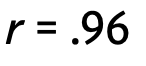 r = .96